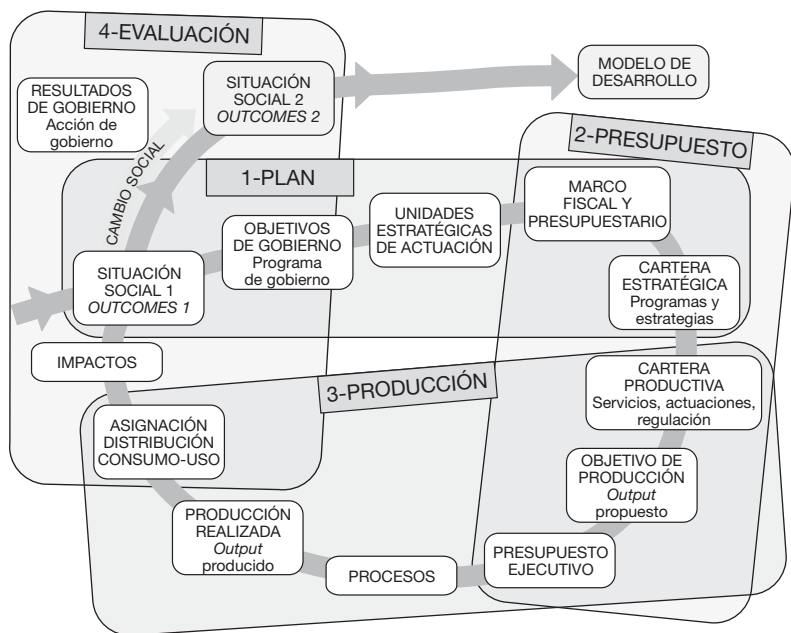 4-EVALUACIÓN
RESULTADOS
DE GOBIERNO
Acción de
gobierno
SITUACIÓN
SOCIAL 2
OUTCOMES 2
MODELO DE
DESARROLLO
CAMBIO SOCIAL
1-PLAN
2-PRESUPUESTO
SITUACIÓN
SOCIAL 1
OUTCOMES 1
OBJETIVOS
DE GOBIERNO
Programa
de gobierno
UNIDADES
ESTRATÉGICAS
DE ACTUACIÓN
MARCO
FISCAL Y
PRESUPUESTARIO
CARTERA
ESTRATÉGICA
Programas y
estrategias
IMPACTOS
3-PRODUCCIÓN
CARTERA
PRODUCTIVA
Servicios, actuaciones,
regulación
ASIGNACIÓN
DISTRIBUCIÓN
CONSUMO-USO
OBJETIVO DE
PRODUCCIÓN
Output
propuesto
PRODUCCIÓN
REALIZADA
Output
producido
PROCESOS
PRESUPUESTO
EJECUTIVO